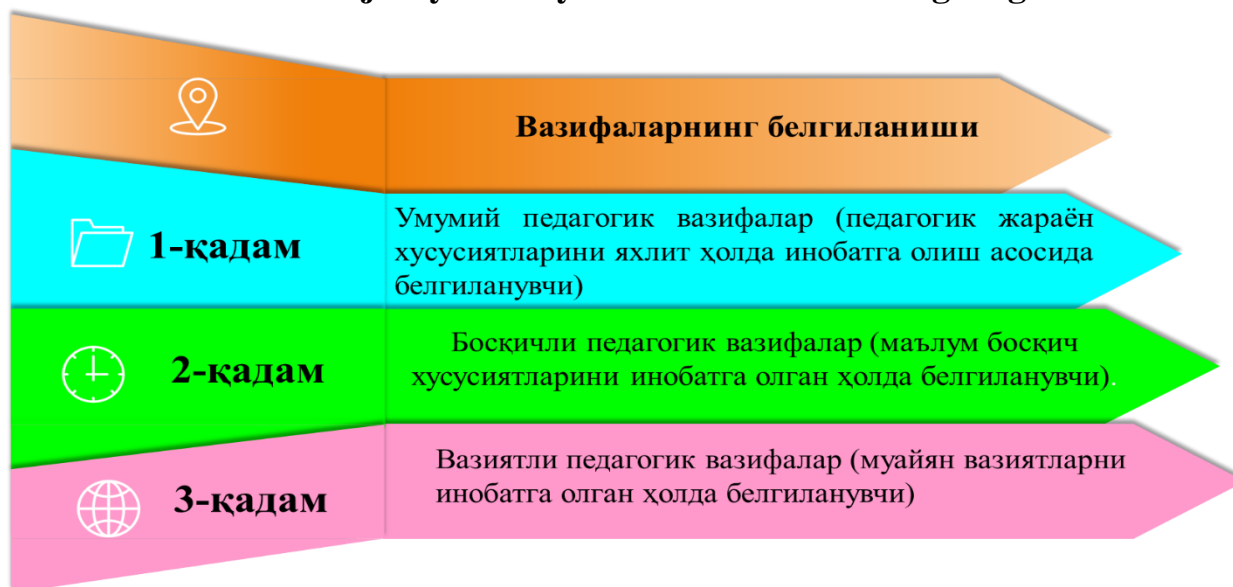 Вазифаларнинг белгиланиши
1-қадам
Умумий педагогик вазифалар (педагогик жараён
хусусиятларини яхлит ҳолда инобатга олиш асосида
белгиланувчи)
2-қадам
Босқичли педагогик вазифалар (маълум босқич
хусусиятларини инобатга олган ҳолда белгиланувчи).
3-қадам
Вазиятли педагогик вазифалар (муайян вазиятларни
инобатга олган ҳолда белгиланувчи)